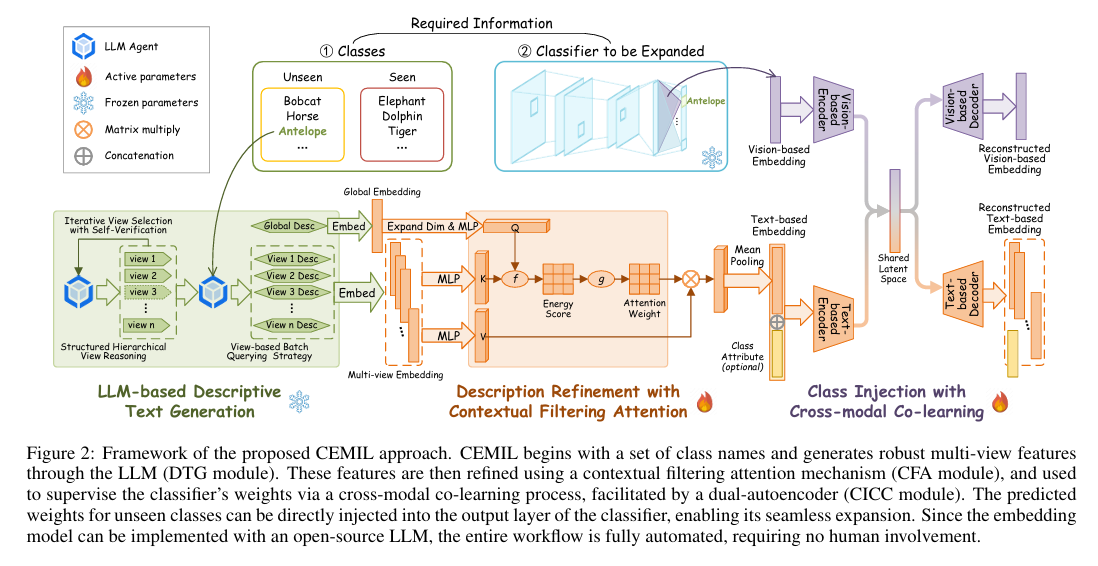 LLM Agent
Active parameters
Frozen parameters
Matrix multiply
Concatenation
Required Information
① Classes
② Classifier to be Expanded
Unseen
Seen
Bobcat
Horse
Antelope
...
Elephant
Dolphin
Tiger
...
Antelope
...
Vision-based
Embedding
Vision-
based
Encoder
Vision-
based
Decoder
Reconstructed
Vision-based
Embedding
Iterative View Selection
with Self-Verification
view 1
view 2
view 3
...
view n
Structured Hierarchical
View Reasoning
Global Desc
View 1 Desc
View 2 Desc
View 3 Desc
...
View n Desc
View-based Batch
Querying Strategy
Embed
Embed
Global Embedding
Expand Dim & MLP
Q
MLP
K
f
Energy
Score
g
Attention
Weight
MLP
V
...
Multi-view Embedding
Mean
Pooling
Text-based
Embedding
Class
Attribute
(optional)
Text-
based
Encoder
Shared
Latent
Space
Text-
based
Decoder
Reconstructed
Text-based
Embedding
...
LLM-based Descriptive
Text Generation
Description Refinement with
Contextual Filtering Attention
Class Injection with
Cross-modal Co-learning
Figure 2: Framework of the proposed CEMIL approach. CEMIL begins with a set of class names and generates robust multi-view features
through the LLM (DTG module). These features are then refined using a contextual filtering attention mechanism (CFA module), and used
to supervise the classifier's weights via a cross-modal co-learning process, facilitated by a dual-autoencoder (CICC module). The predicted
weights for unseen classes can be directly injected into the output layer of the classifier, enabling its seamless expansion. Since the embedding
model can be implemented with an open-source LLM, the entire workflow is fully automated, requiring no human involvement.